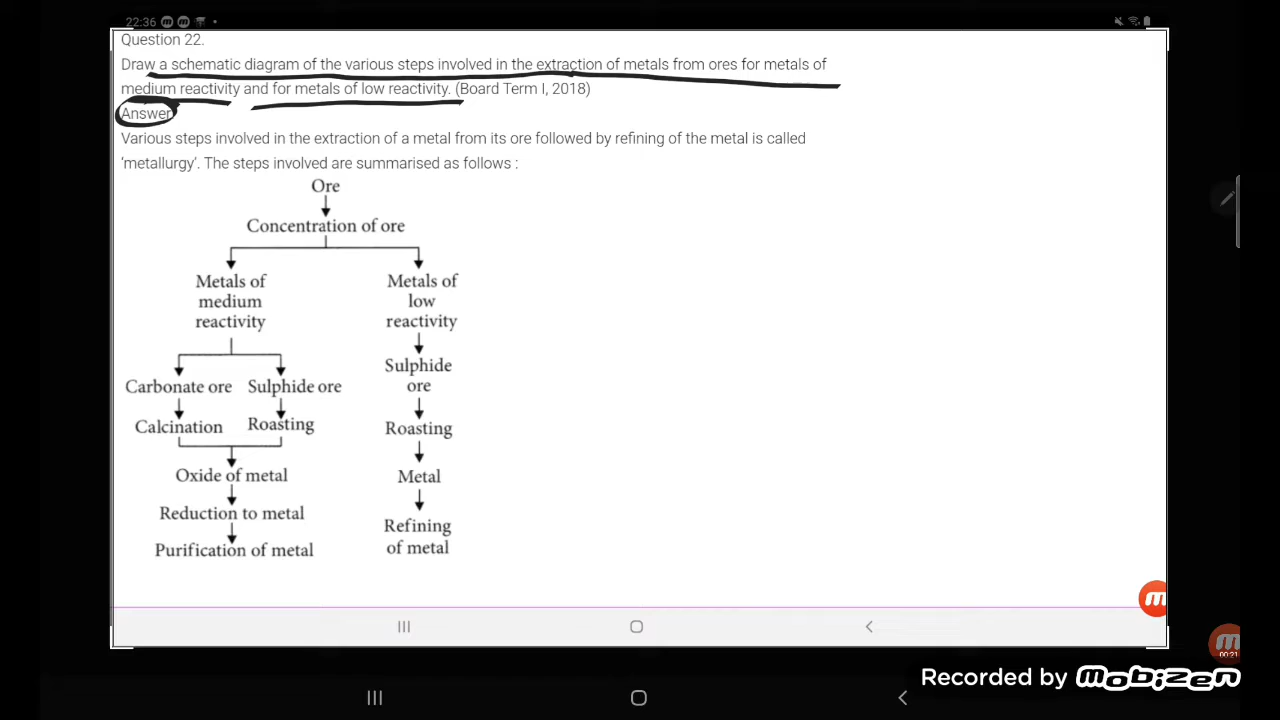 22:36
Question 22.
Draw a schematic diagram of the various steps involved in the extraction of metals from ores for metals of
medium reactivity and for metals of low reactivity. (Board Term I, 2018)
Answer
Various steps involved in the extraction of a metal from its ore followed by refining of the metal is called
‘metallurgy’. The steps involved are summarised as follows :
Ore
Concentration of ore
Metals of
medium
reactivity
Metals of
low
reactivity
Carbonate ore
Sulphide ore
Sulphide
ore
Calcination
Roasting
Roasting
Oxide of metal
Metal
Reduction to metal
Refining
of metal
Purification of metal
00:21
Recorded by mobizen